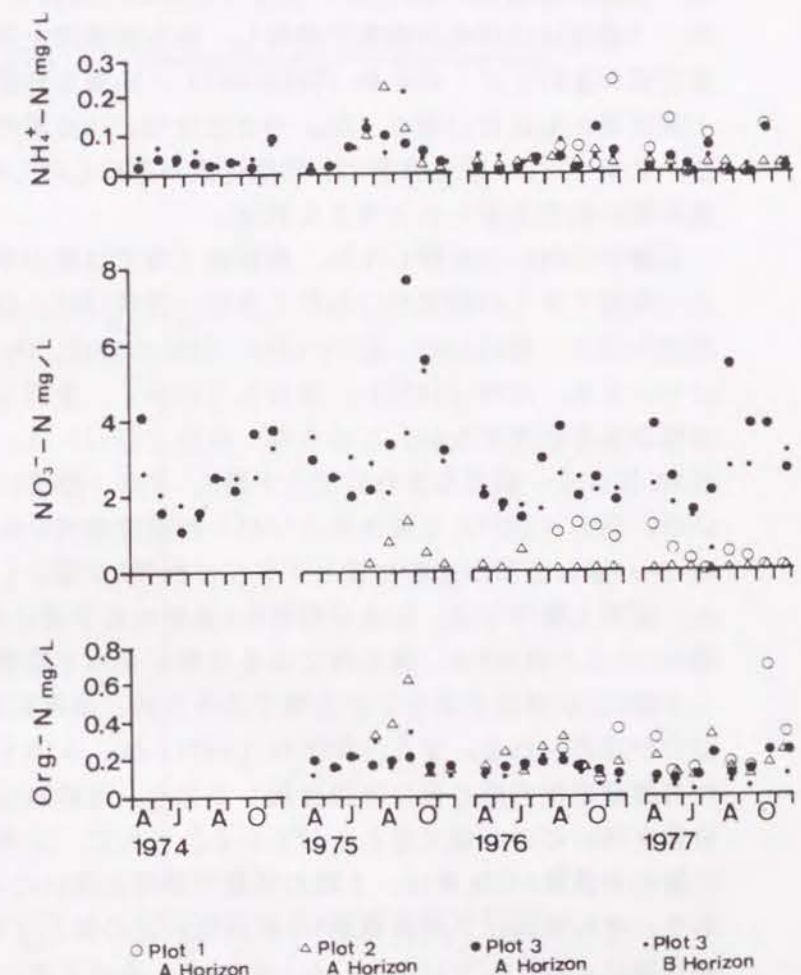 NH₄⁺-N mg/L
0.3
0.2
0.1
0
NO₃⁻-N mg/L
8
6
4
2
0
Org.-N mg/L
0.8
0.6
0.4
0.2
0
A J A O A J A O A J A O A J A O
1974 1975 1976 1977
○ Plot 1 △ Plot 2 ● Plot 3 • Plot 3
A Horizon A Horizon A Horizon B Horizon